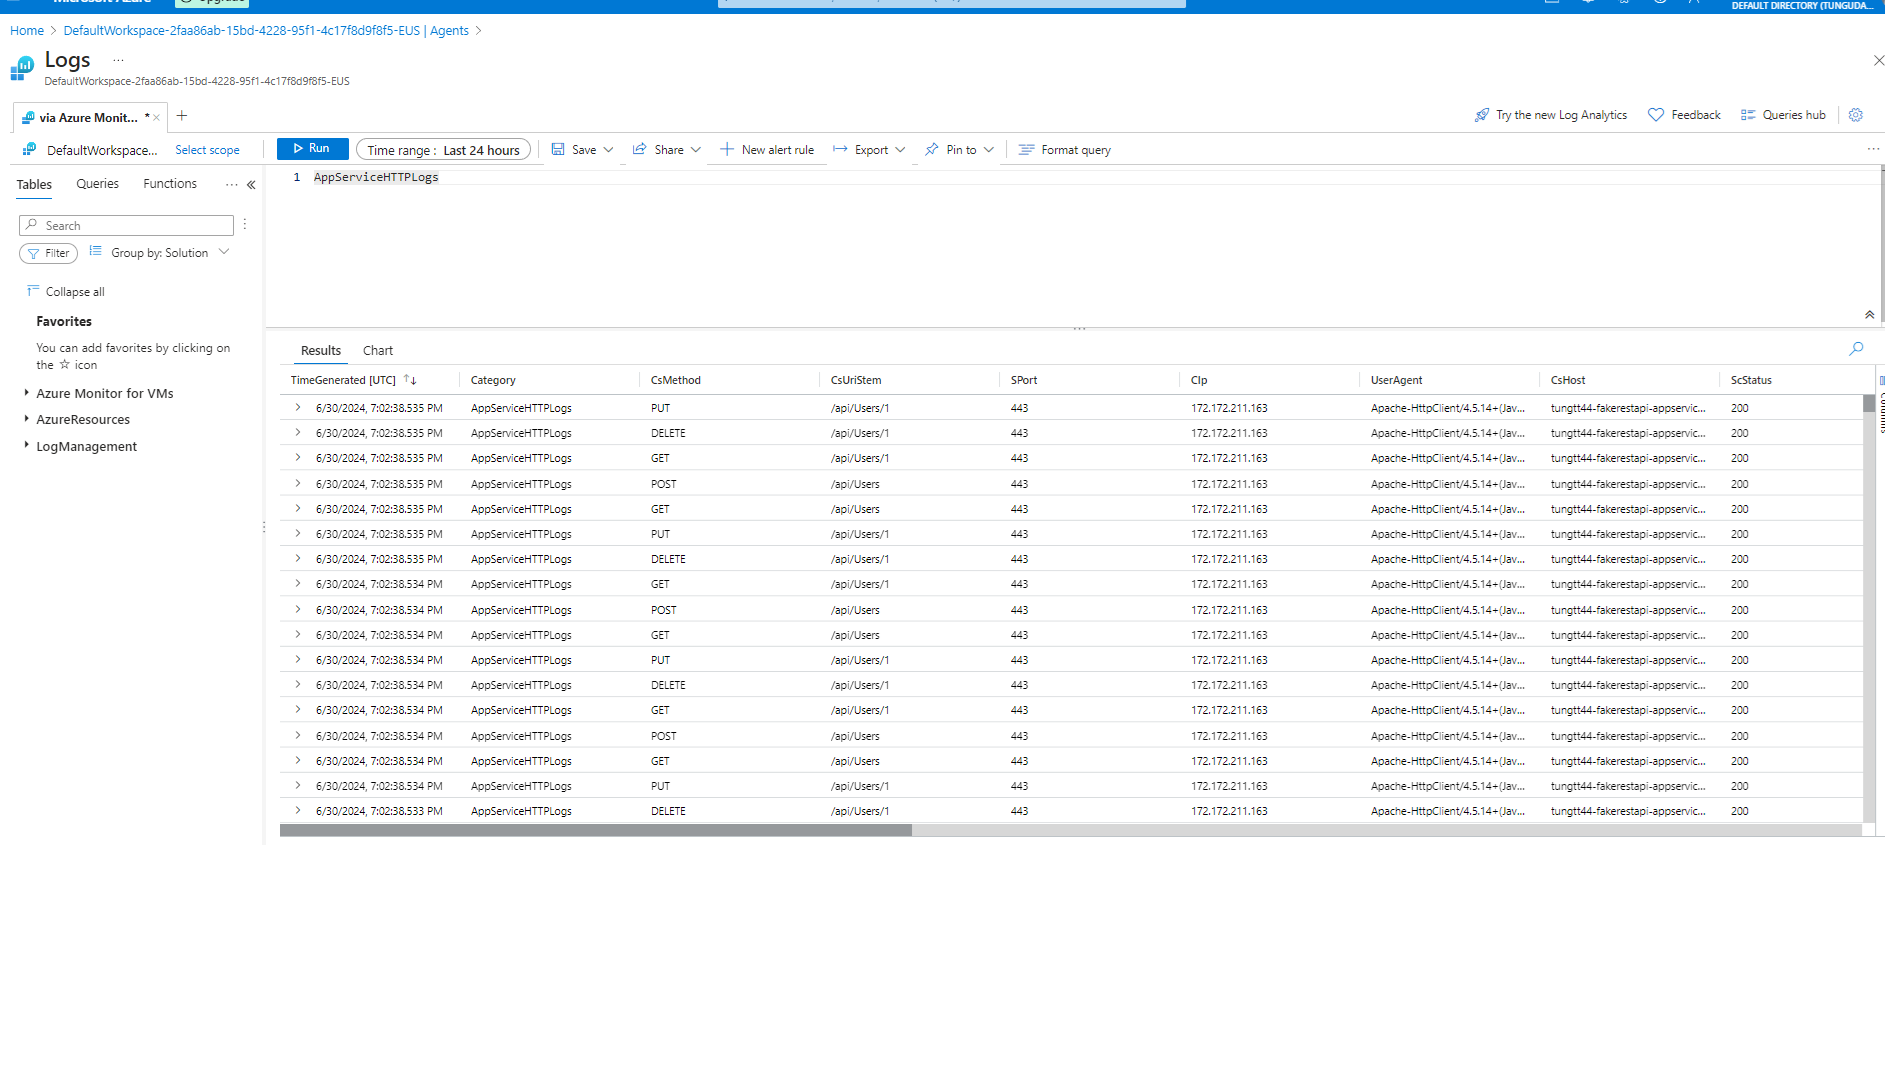 Microsoft Azure Upgrade
DEFAULT DIRECTORY (TUNGUDA...
Home > DefaultWorkspace-2faa86ab-15bd-4228-95f1-4c17f8d9f8f5-EUS | Agents >
Logs ...
DefaultWorkspace-2faa86ab-15bd-4228-95f1-4c17f8d9f8f5-EUS
via Azure Monit... * × + Try the new Log Analytics Feedback Queries hub
DefaultWorkspace... Select scope Run Time range : Last 24 hours Save Share New alert rule Export Pin to Format query ...
Tables Queries Functions ... «
1 AppServiceHTTPLogs
Search
Filter Group by: Solution
Collapse all
Favorites
You can add favorites by clicking on
the ☆ icon
Azure Monitor for VMs
AzureResources
LogManagement
Results Chart
TimeGenerated [UTC] Category CsMethod CsUriStem SPort CIp UserAgent CsHost ScStatus
6/30/2024, 7:02:38.535 PM AppServiceHTTPLogs PUT /api/Users/1 443 172.172.211.163 Apache-HttpClient/4.5.14+(Jav... tungtt44-fakerestapi-appservic... 200
6/30/2024, 7:02:38.535 PM AppServiceHTTPLogs DELETE /api/Users/1 443 172.172.211.163 Apache-HttpClient/4.5.14+(Jav... tungtt44-fakerestapi-appservic... 200
6/30/2024, 7:02:38.535 PM AppServiceHTTPLogs GET /api/Users/1 443 172.172.211.163 Apache-HttpClient/4.5.14+(Jav... tungtt44-fakerestapi-appservic... 200
6/30/2024, 7:02:38.535 PM AppServiceHTTPLogs POST /api/Users 443 172.172.211.163 Apache-HttpClient/4.5.14+(Jav... tungtt44-fakerestapi-appservic... 200
6/30/2024, 7:02:38.535 PM AppServiceHTTPLogs GET /api/Users 443 172.172.211.163 Apache-HttpClient/4.5.14+(Jav... tungtt44-fakerestapi-appservic... 200
6/30/2024, 7:02:38.535 PM AppServiceHTTPLogs PUT /api/Users/1 443 172.172.211.163 Apache-HttpClient/4.5.14+(Jav... tungtt44-fakerestapi-appservic... 200
6/30/2024, 7:02:38.535 PM AppServiceHTTPLogs DELETE /api/Users/1 443 172.172.211.163 Apache-HttpClient/4.5.14+(Jav... tungtt44-fakerestapi-appservic... 200
6/30/2024, 7:02:38.534 PM AppServiceHTTPLogs GET /api/Users/1 443 172.172.211.163 Apache-HttpClient/4.5.14+(Jav... tungtt44-fakerestapi-appservic... 200
6/30/2024, 7:02:38.534 PM AppServiceHTTPLogs POST /api/Users 443 172.172.211.163 Apache-HttpClient/4.5.14+(Jav... tungtt44-fakerestapi-appservic... 200
6/30/2024, 7:02:38.534 PM AppServiceHTTPLogs GET /api/Users 443 172.172.211.163 Apache-HttpClient/4.5.14+(Jav... tungtt44-fakerestapi-appservic... 200
6/30/2024, 7:02:38.534 PM AppServiceHTTPLogs PUT /api/Users/1 443 172.172.211.163 Apache-HttpClient/4.5.14+(Jav... tungtt44-fakerestapi-appservic... 200
6/30/2024, 7:02:38.534 PM AppServiceHTTPLogs DELETE /api/Users/1 443 172.172.211.163 Apache-HttpClient/4.5.14+(Jav... tungtt44-fakerestapi-appservic... 200
6/30/2024, 7:02:38.534 PM AppServiceHTTPLogs GET /api/Users/1 443 172.172.211.163 Apache-HttpClient/4.5.14+(Jav... tungtt44-fakerestapi-appservic... 200
6/30/2024, 7:02:38.534 PM AppServiceHTTPLogs POST /api/Users 443 172.172.211.163 Apache-HttpClient/4.5.14+(Jav... tungtt44-fakerestapi-appservic... 200
6/30/2024, 7:02:38.534 PM AppServiceHTTPLogs GET /api/Users 443 172.172.211.163 Apache-HttpClient/4.5.14+(Jav... tungtt44-fakerestapi-appservic... 200
6/30/2024, 7:02:38.534 PM AppServiceHTTPLogs PUT /api/Users/1 443 172.172.211.163 Apache-HttpClient/4.5.14+(Jav... tungtt44-fakerestapi-appservic... 200
6/30/2024, 7:02:38.533 PM AppServiceHTTPLogs DELETE /api/Users/1 443 172.172.211.163 Apache-HttpClient/4.5.14+(Jav... tungtt44-fakerestapi-appservic... 200
Columns